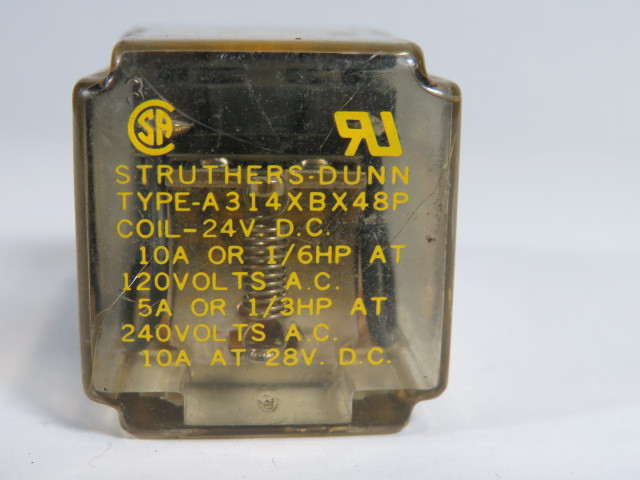 SA
RU
STRUTHERS-DUNN
TYPE-A314XBX48P
COIL-24V D.C.
10A OR 1/6HP AT
120VOLTS A.C.
5A OR 1/3HP AT
240VOLTS A.C.
10A AT 28V. D.C.